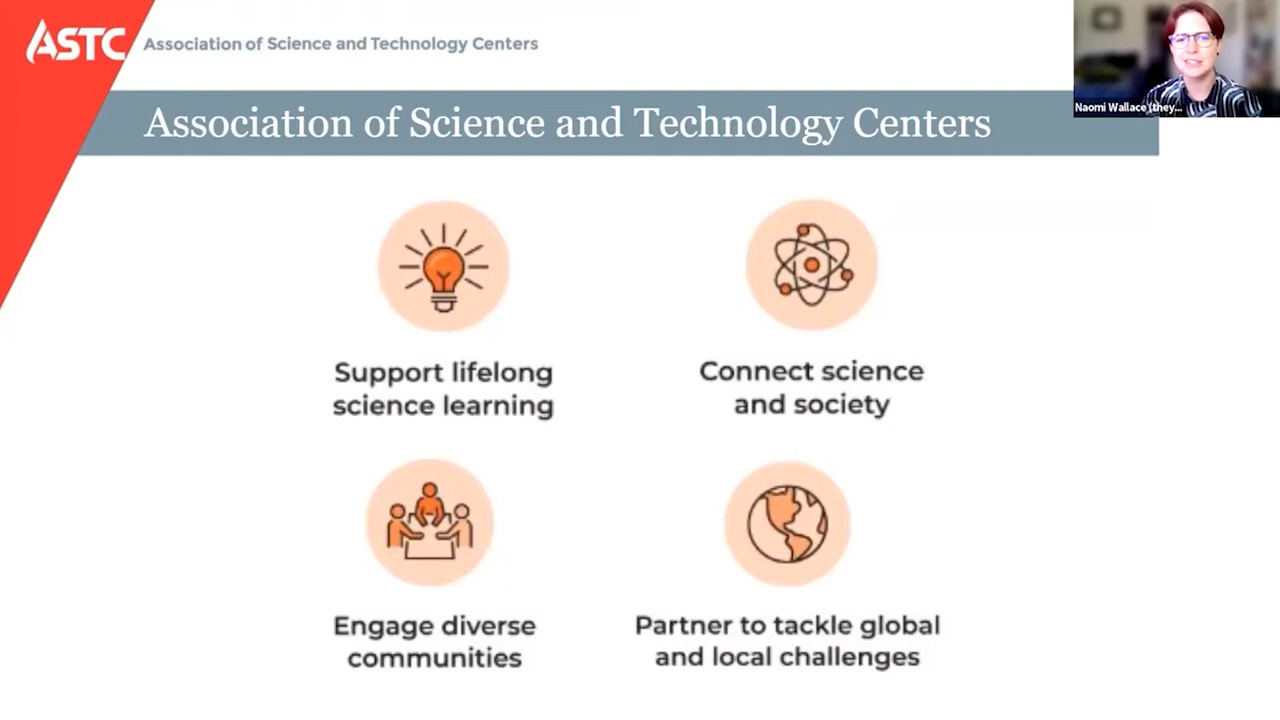 ASTC
Association of Science and Technology Centers
Association of Science and Technology Centers
Naomi Wallace (they...
Support lifelong
science learning
Connect science
and society
Engage diverse
communities
Partner to tackle global
and local challenges